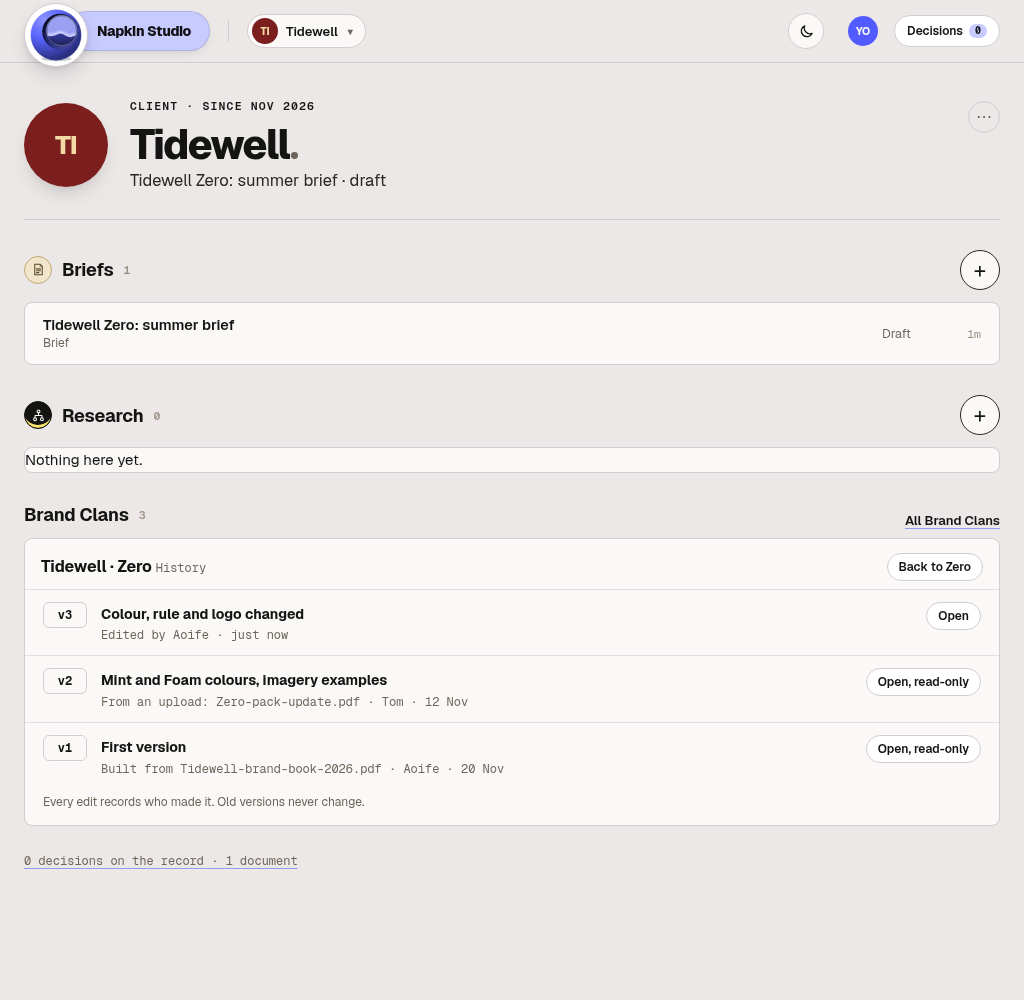 Napkin Studio
TI Tidewell ▾
YO
Decisions 0
TI
CLIENT · SINCE NOV 2026
Tidewell.
Tidewell Zero: summer brief · draft
···
Briefs 1
+
Tidewell Zero: summer brief
Brief
Draft
1m
Research 0
+
Nothing here yet.
Brand Clans 3
All Brand Clans
Tidewell · Zero History
Back to Zero
v3
Colour, rule and logo changed
Edited by Aoife · just now
Open
v2
Mint and Foam colours, imagery examples
From an upload: Zero-pack-update.pdf · Tom · 12 Nov
Open, read-only
v1
First version
Built from Tidewell-brand-book-2026.pdf · Aoife · 20 Nov
Open, read-only
Every edit records who made it. Old versions never change.
0 decisions on the record · 1 document